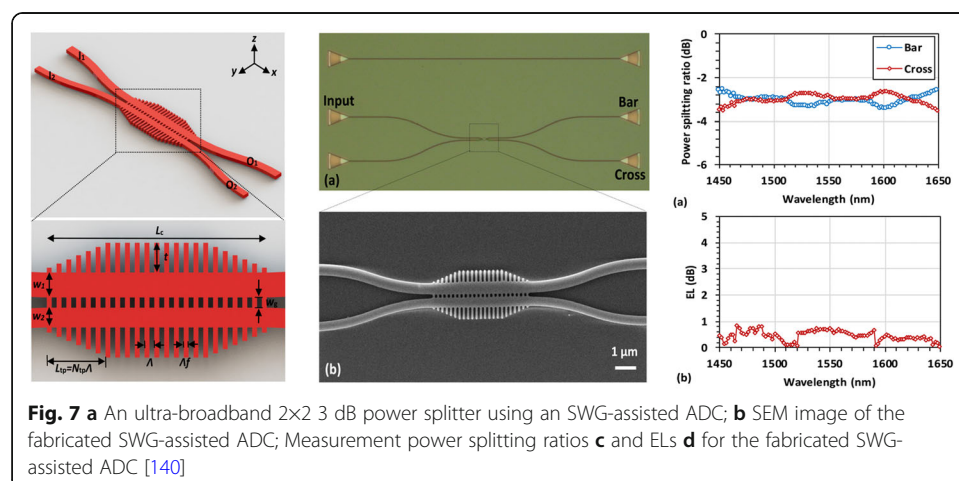 z
y
x
I₁
I₂
O₁
O₂
Lc
t
w₁
wg
w₂
Ltp=NtpΛ
Λ
Λf
Input
Bar
(a)
Cross
(b)
1 µm
Power spilting ratio (dB)
0
-2
-4
-6
Bar
Cross
1450
1500
1550
1600
1650
(a)
Wavelength (nm)
EL (dB)
5
4
3
2
1
0
1450
1500
1550
1600
1650
(b)
Wavelength (nm)
Fig. 7 a An ultra-broadband 2×2 3 dB power splitter using an SWG-assisted ADC; b SEM image of the
fabricated SWG-assisted ADC; Measurement power splitting ratios c and ELs d for the fabricated SWG-
assisted ADC [140]